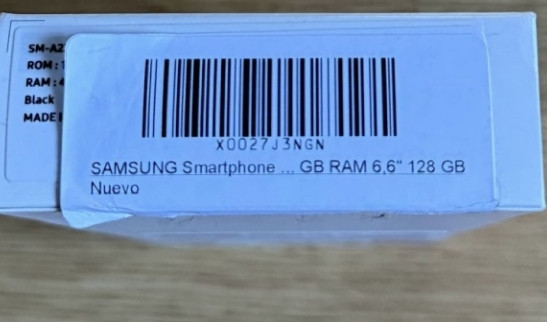 SM-A2
ROM : 1
RAM : 4
Black
MADE
X0027J3NGN
SAMSUNG Smartphone ... GB RAM 6,6" 128 GB
Nuevo